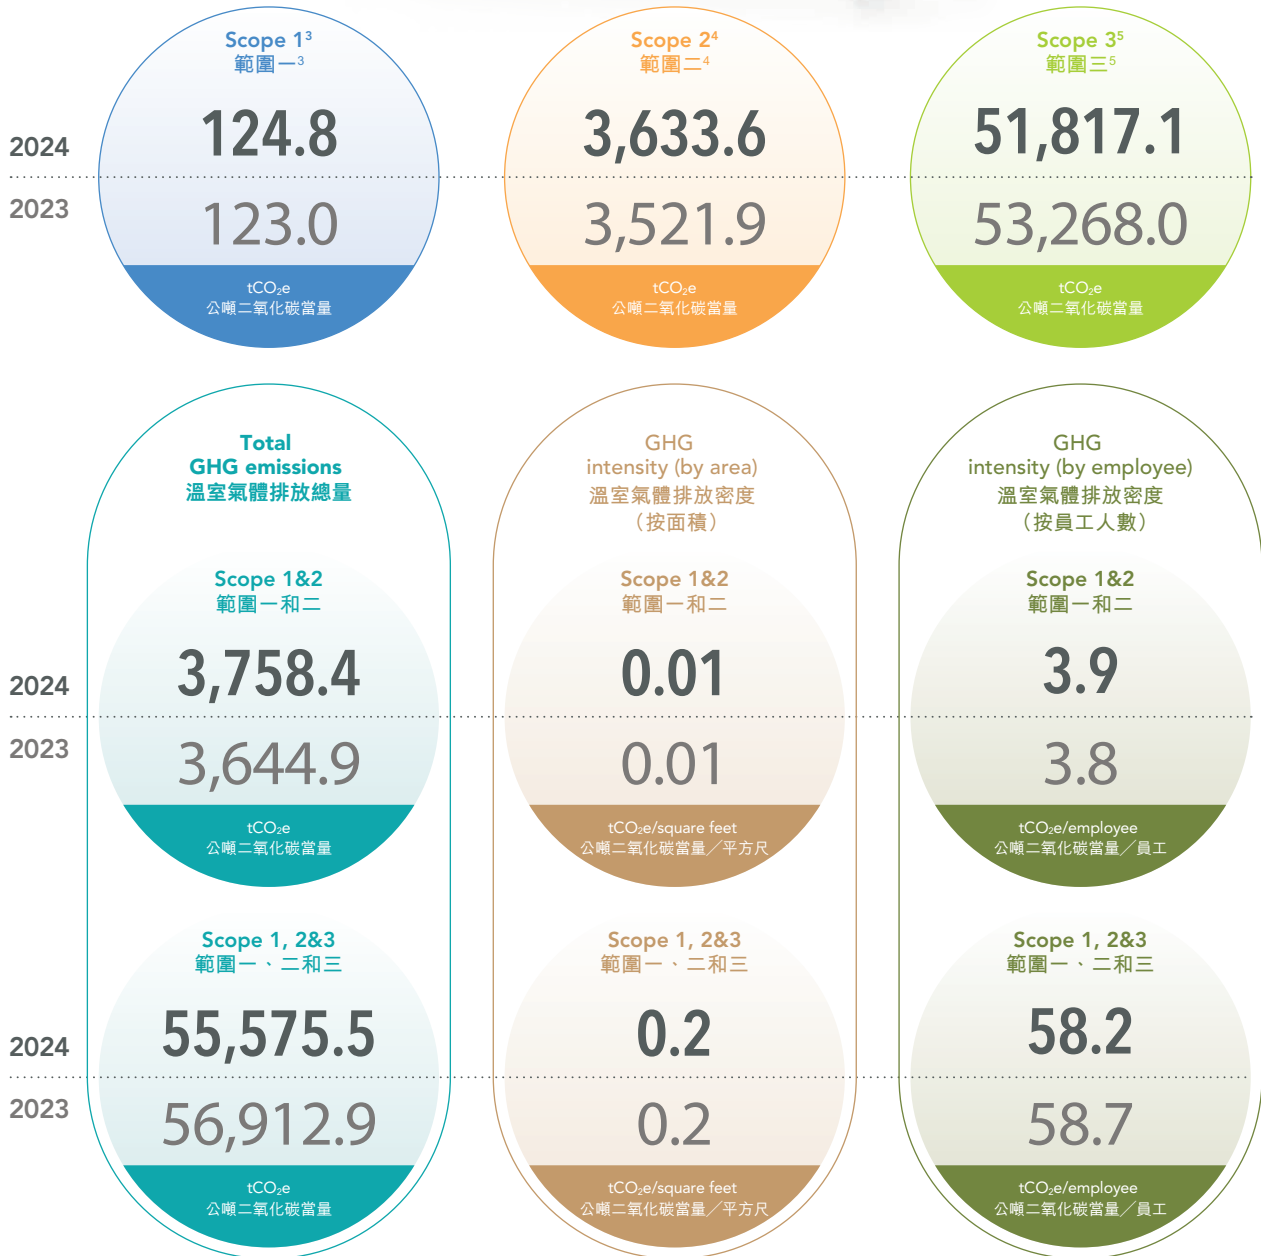 Scope 1³
範圍一³
Scope 2⁴
範圍二⁴
Scope 3⁵
範圍三⁵
2024
124.8
3,633.6
51,817.1
2023
123.0
3,521.9
53,268.0
tCO₂e
公噸二氧化碳當量
tCO₂e
公噸二氧化碳當量
tCO₂e
公噸二氧化碳當量
Total
GHG emissions
溫室氣體排放總量
GHG
intensity (by area)
溫室氣體排放密度
（按面積）
GHG
intensity (by employee)
溫室氣體排放密度
（按員工人數）
Scope 1&2
範圍一和二
Scope 1&2
範圍一和二
Scope 1&2
範圍一和二
2024
3,758.4
0.01
3.9
2023
3,644.9
0.01
3.8
tCO₂e
公噸二氧化碳當量
tCO₂e/square feet
公噸二氧化碳當量／平方尺
tCO₂e/employee
公噸二氧化碳當量／員工
Scope 1, 2&3
範圍一、二和三
Scope 1, 2&3
範圍一、二和三
Scope 1, 2&3
範圍一、二和三
2024
55,575.5
0.2
58.2
2023
56,912.9
0.2
58.7
tCO₂e
公噸二氧化碳當量
tCO₂e/square feet
公噸二氧化碳當量／平方尺
tCO₂e/employee
公噸二氧化碳當量／員工